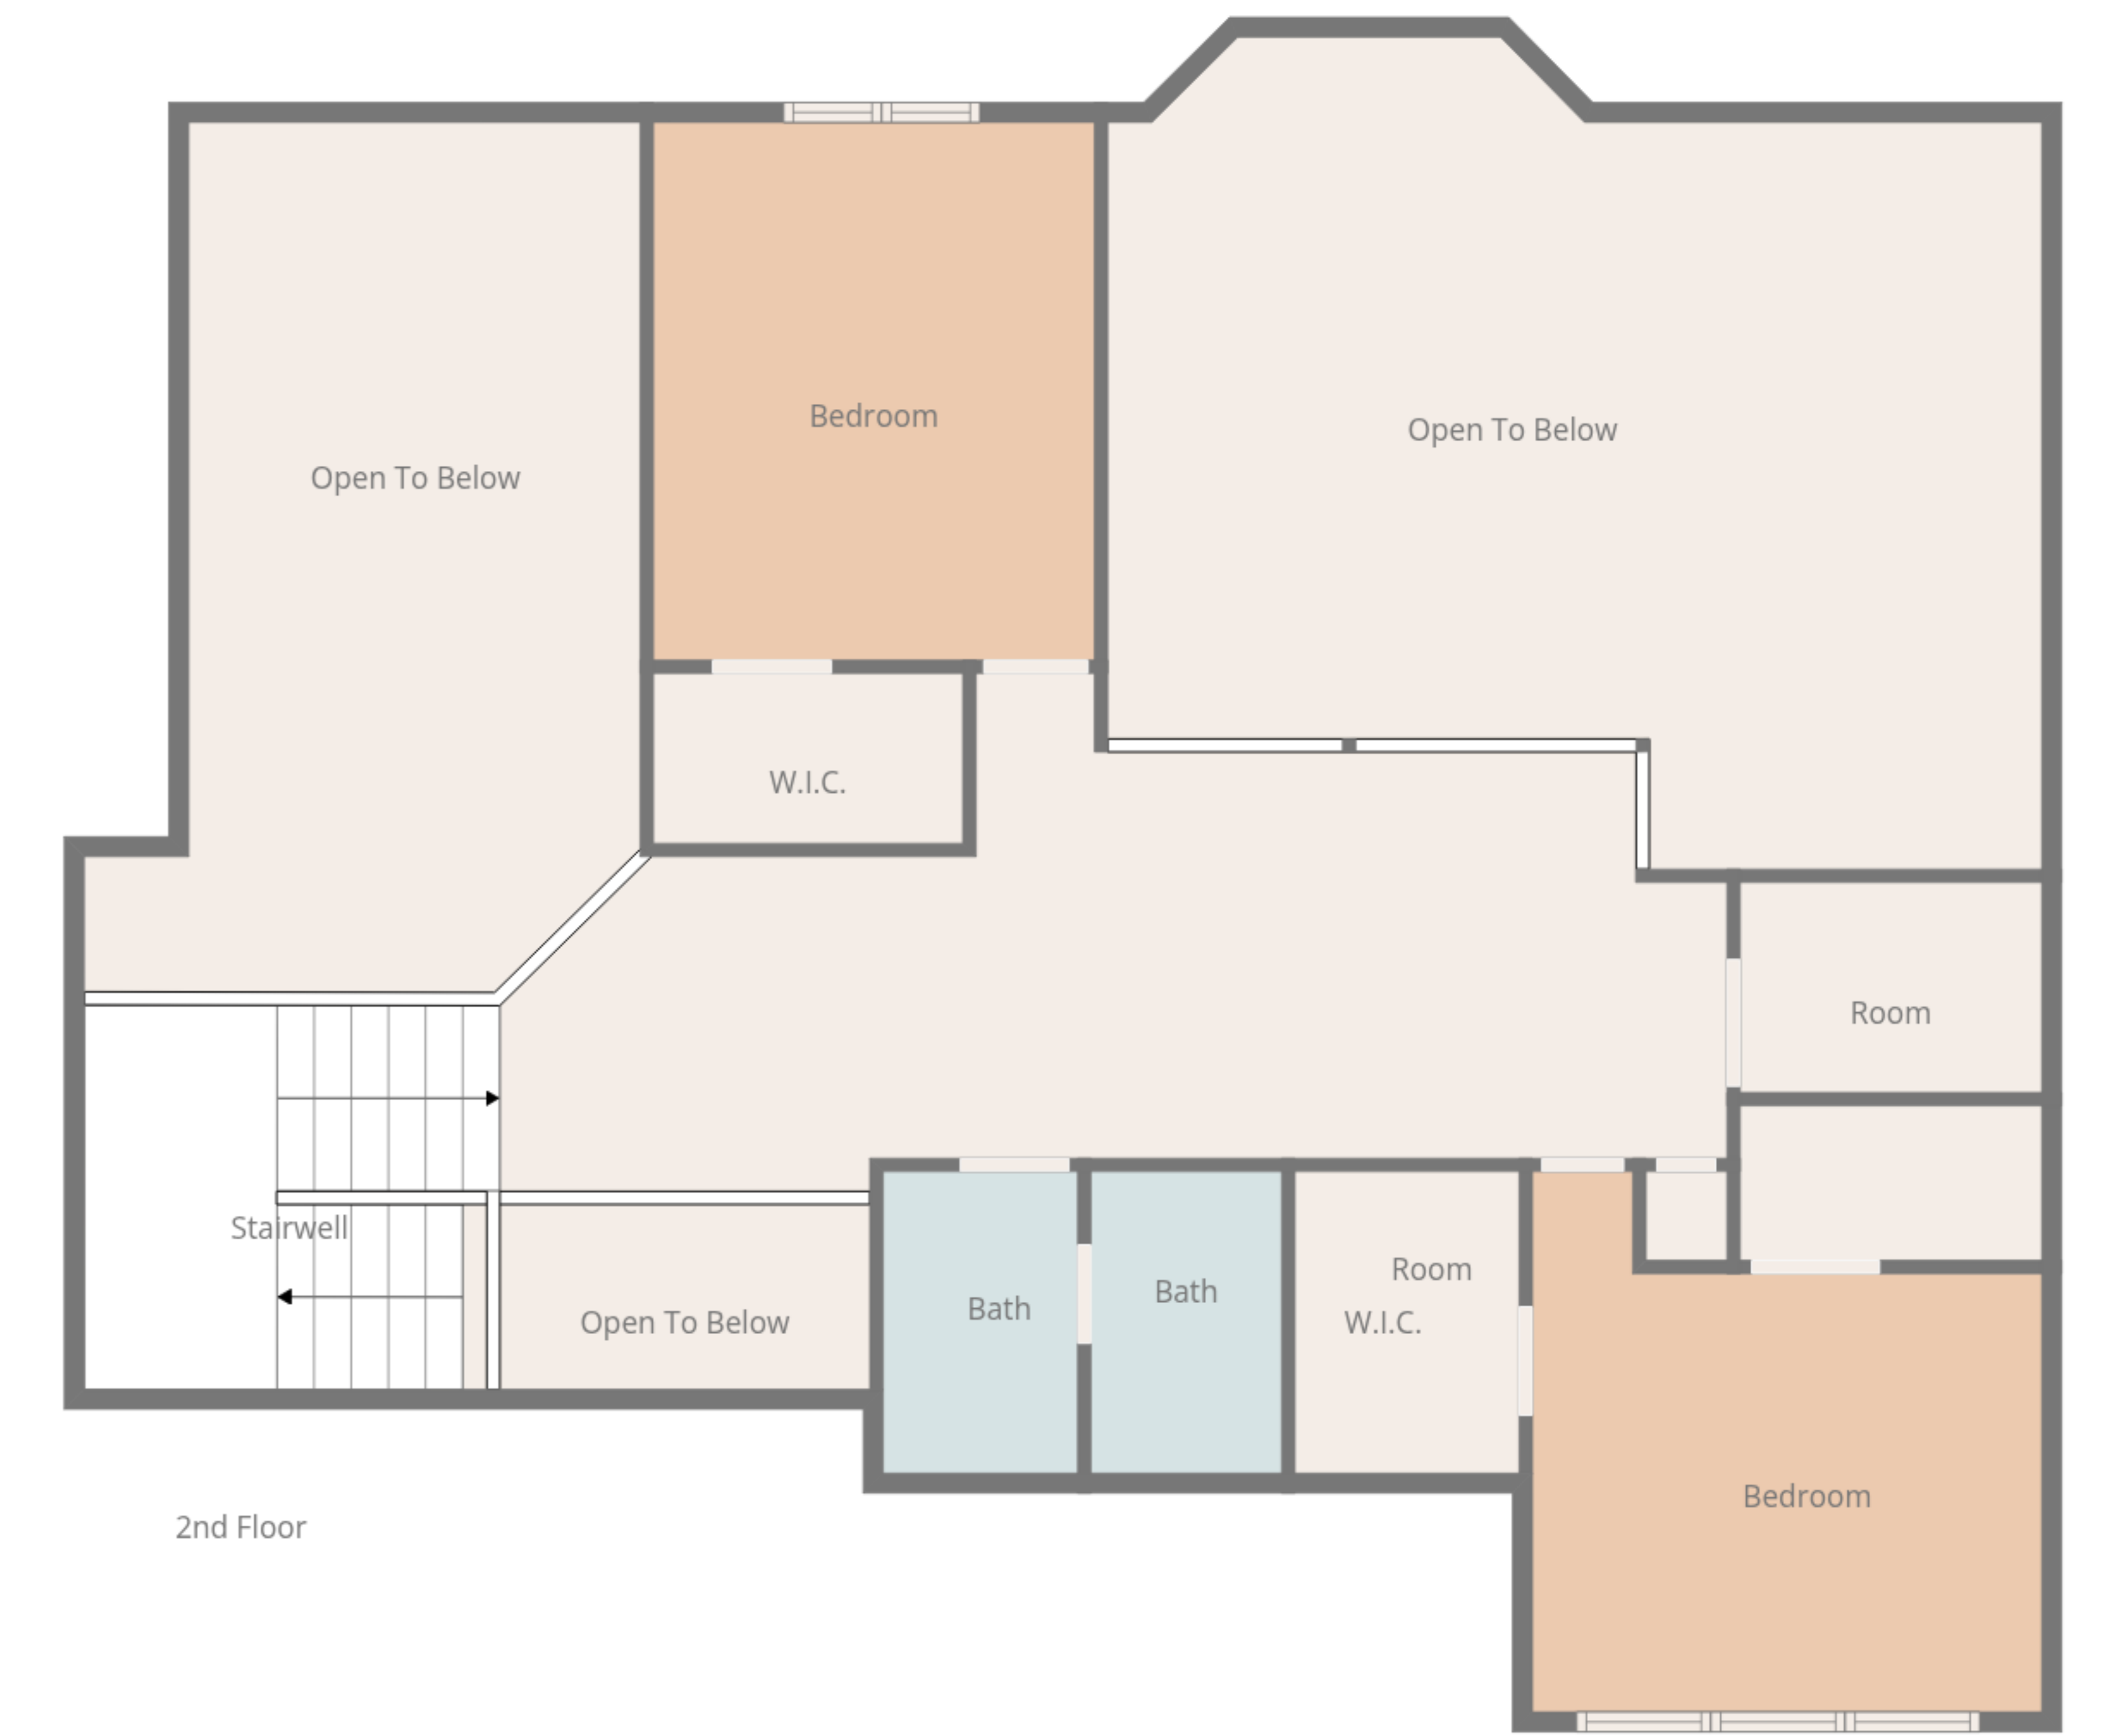 Bedroom
Open To Below
Open To Below
W.I.C.
Room
Stairwell
Room
Bath
Bath
Open To Below
W.I.C.
Bedroom
2nd Floor